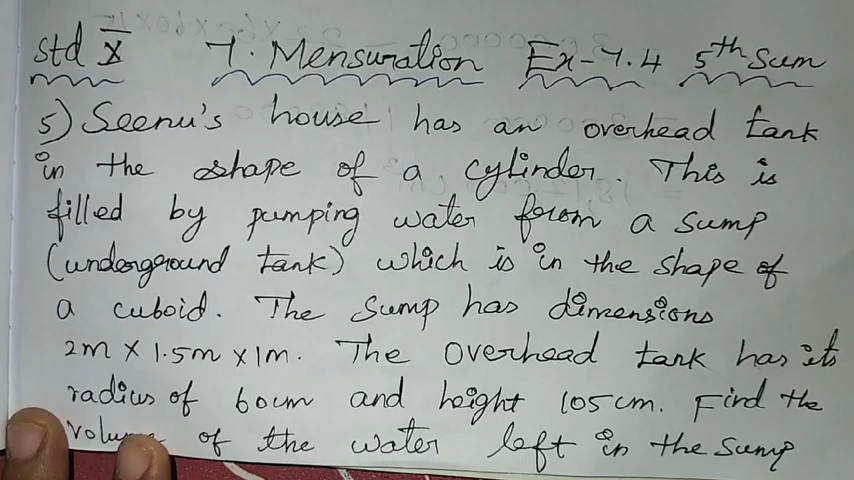 Std X 7. Mensuration Ex-7.4 5th Sum
5) Seenu's house has an overhead tank
in the shape of a cylinder. This is
filled by pumping water from a sump
(underground tank) which is in the shape of
a cuboid. The sump has dimensions
2m X 1.5m X 1m. The overhead tank has its
radius of 60cm and height 105cm. Find the
volume of the water left in the sump